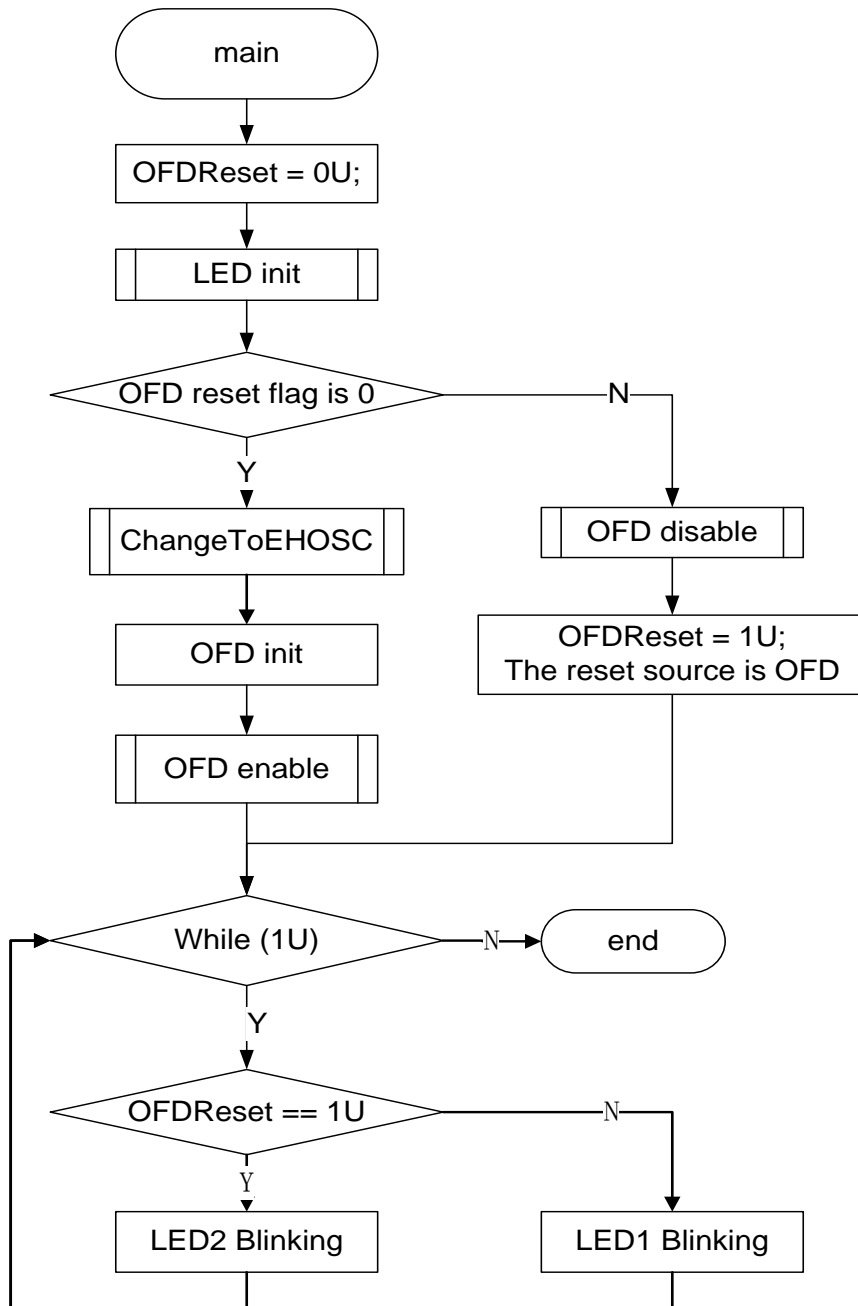 main
OFDReset = 0U;
LED init
OFD reset flag is 0
N
Y
ChangeToEHOSC
OFD disable
OFD init
OFDReset = 1U;
The reset source is OFD
OFD enable
While (1U)
N
end
Y
OFDReset == 1U
N
Y
LED2 Blinking
LED1 Blinking